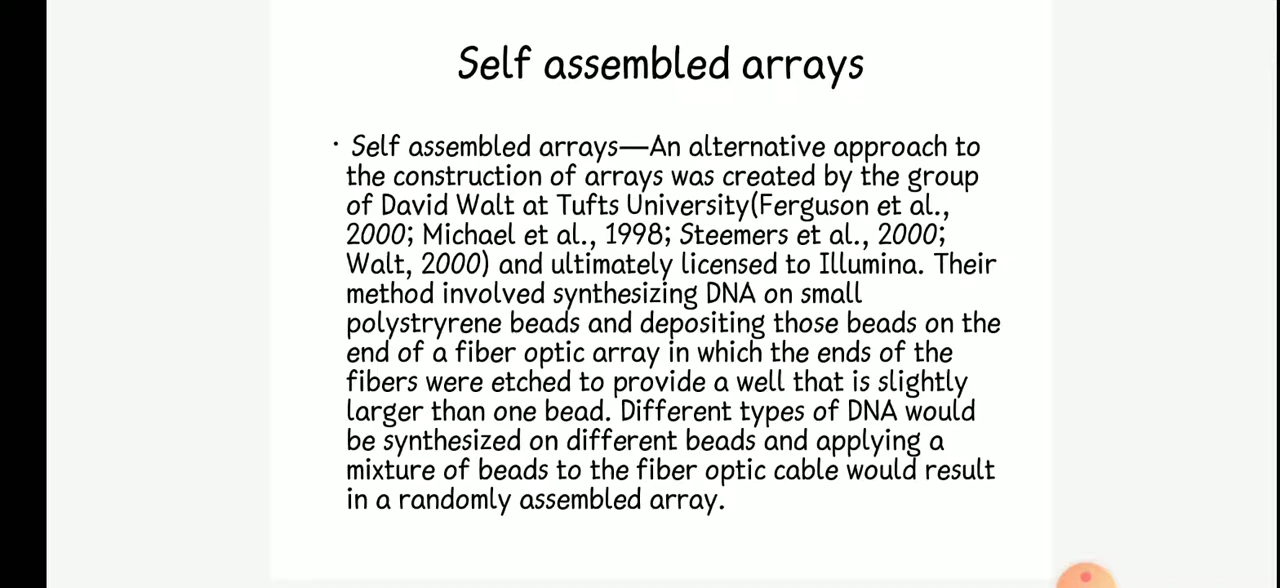 Self assembled arrays
· Self assembled arrays—An alternative approach to
the construction of arrays was created by the group
of David Walt at Tufts University(Ferguson et al.,
2000; Michael et al., 1998; Steemers et al., 2000;
Walt, 2000) and ultimately licensed to Illumina. Their
method involved synthesizing DNA on small
polystryrene beads and depositing those beads on the
end of a fiber optic array in which the ends of the
fibers were etched to provide a well that is slightly
larger than one bead. Different types of DNA would
be synthesized on different beads and applying a
mixture of beads to the fiber optic cable would result
in a randomly assembled array.